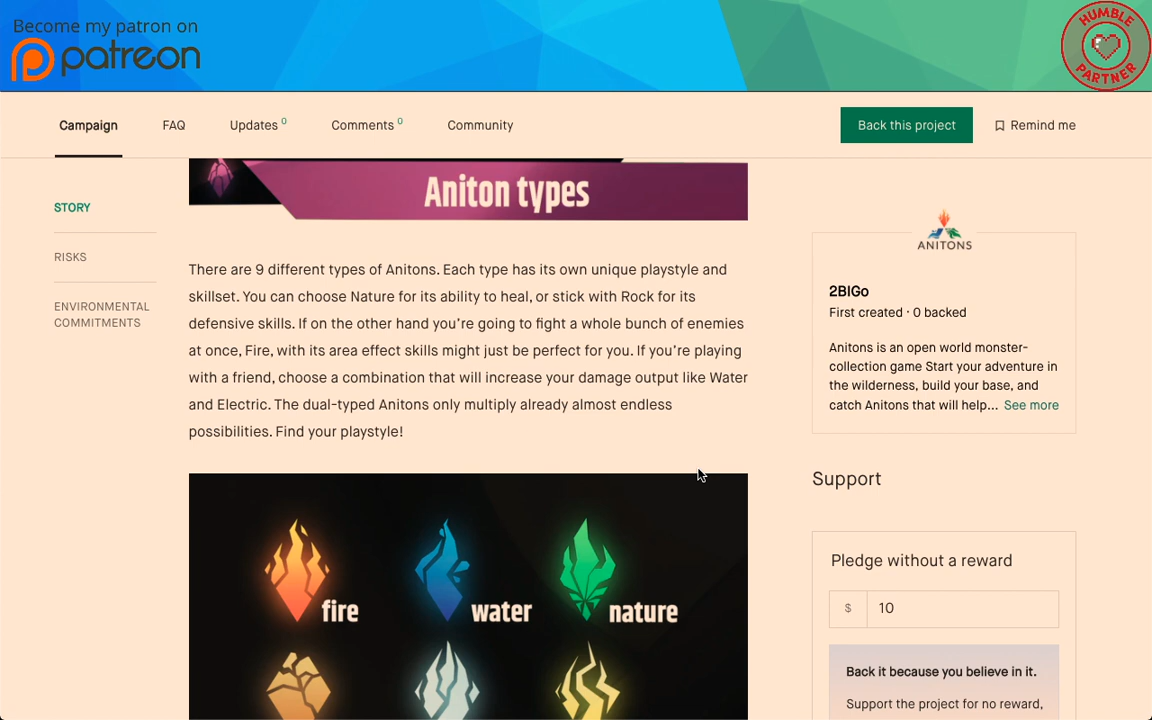 Become my patron on
patreon
HUMBLE
PARTNER
Campaign
FAQ
Updates 0
Comments 0
Community
Back this project
Remind me
STORY
RISKS
ENVIRONMENTAL
COMMITMENTS
Aniton types
There are 9 different types of Anitons. Each type has its own unique playstyle and
skillset. You can choose Nature for its ability to heal, or stick with Rock for its
defensive skills. If on the other hand you're going to fight a whole bunch of enemies
at once, Fire, with its area effect skills might just be perfect for you. If you're playing
with a friend, choose a combination that will increase your damage output like Water
and Electric. The dual-typed Anitons only multiply already almost endless
possibilities. Find your playstyle!
fire
water
nature
ANITONS
2BIGo
First created · 0 backed
Anitons is an open world monster-
collection game Start your adventure in
the wilderness, build your base, and
catch Anitons that will help... See more
Support
Pledge without a reward
$ 10
Back it because you believe in it.
Support the project for no reward,